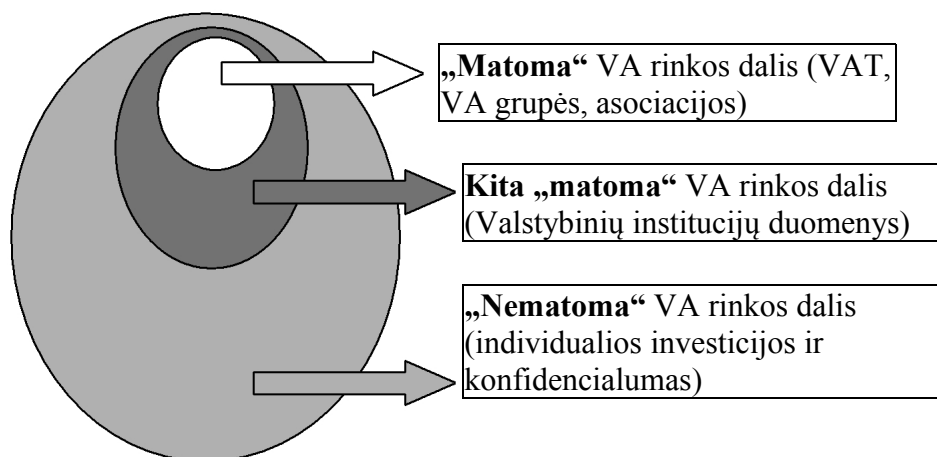 „Matoma“ VA rinkos dalis (VAT,
VA grupės, asociacijos)
Kita „matoma“ VA rinkos dalis
(Valstybinių institucijų duomenys)
„Nematoma“ VA rinkos dalis
(individualios investicijos ir
konfidencialumas)